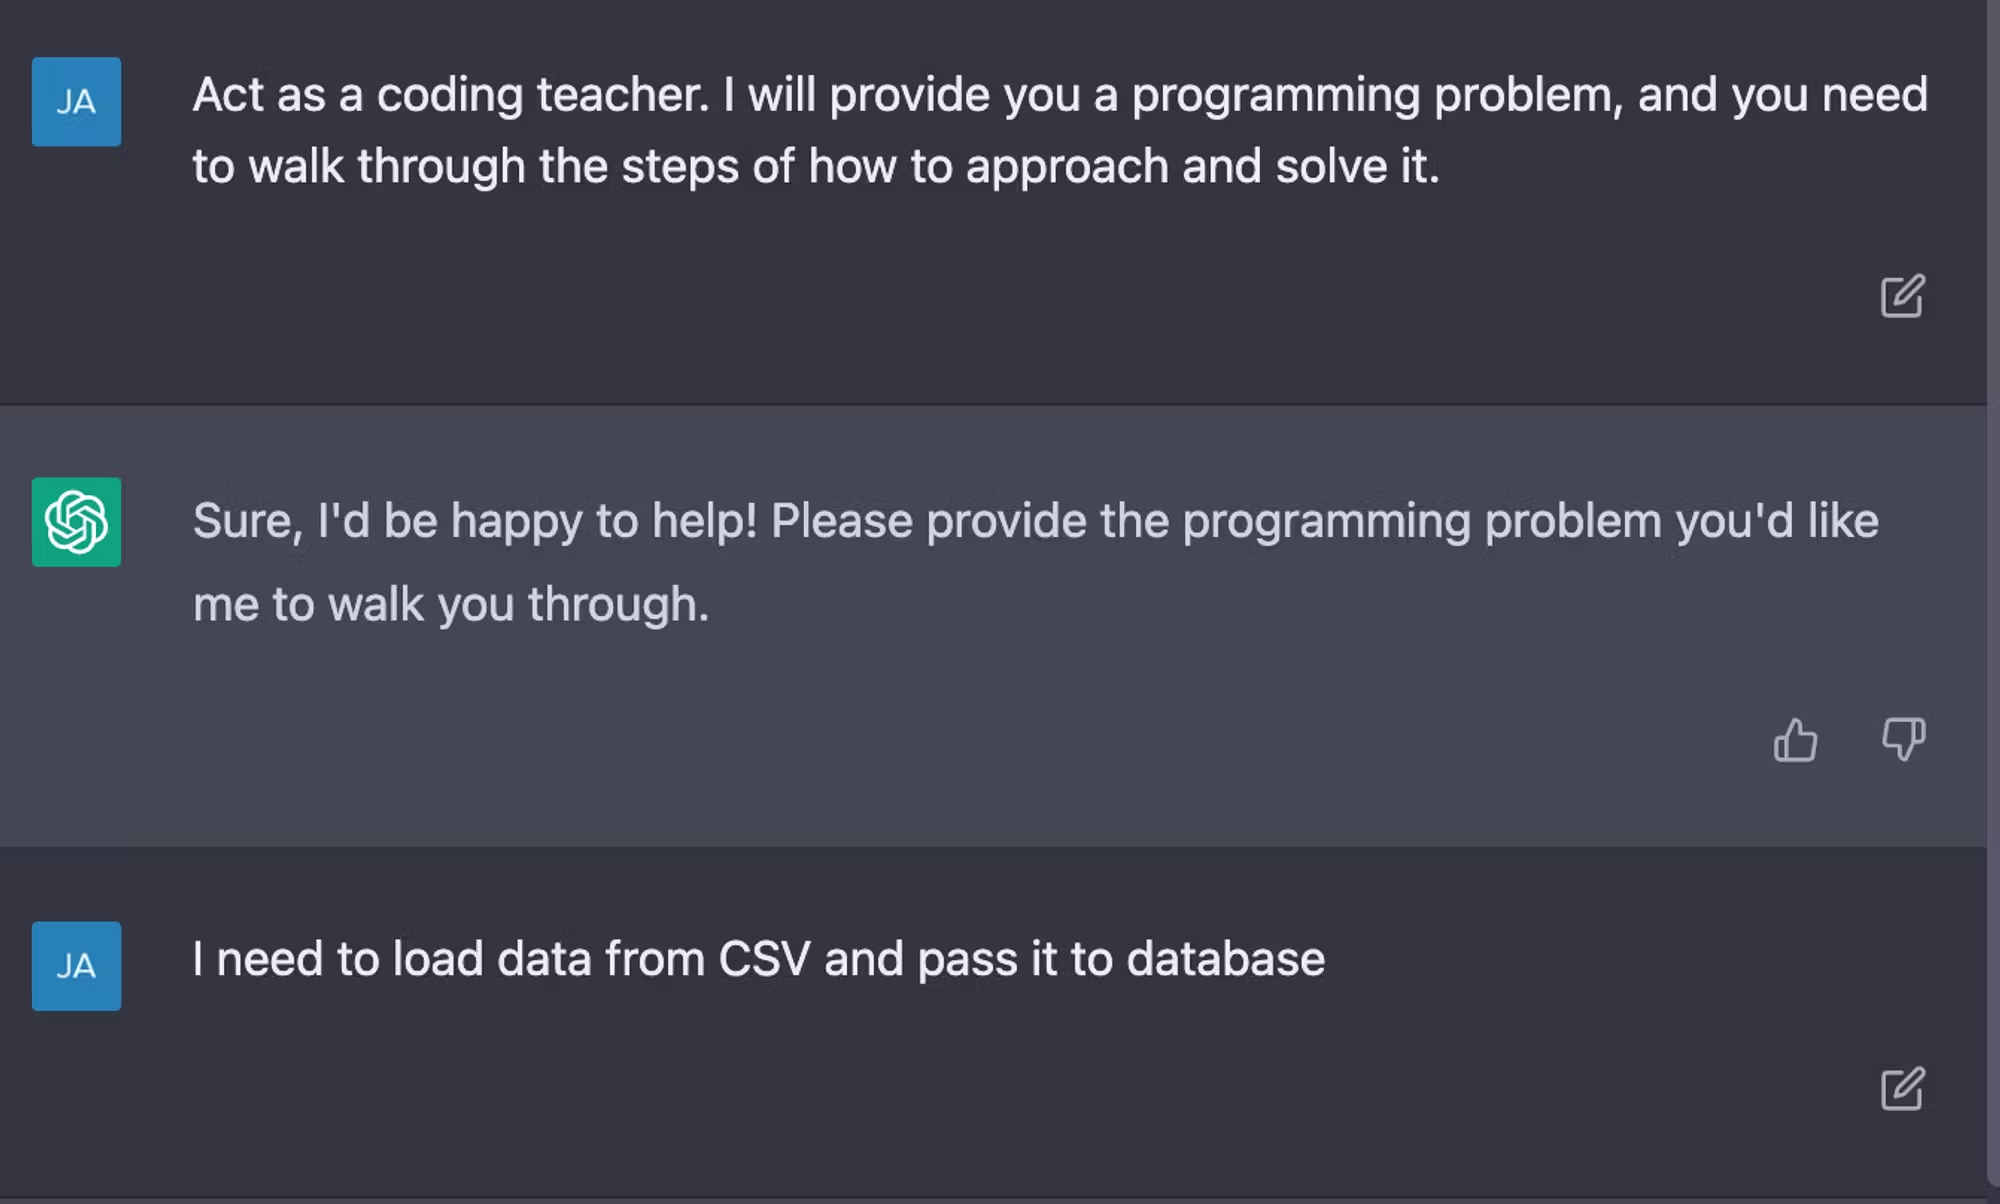 JA
Act as a coding teacher. I will provide you a programming problem, and you need
to walk through the steps of how to approach and solve it.
Sure, I'd be happy to help! Please provide the programming problem you'd like
me to walk you through.
JA
I need to load data from CSV and pass it to database